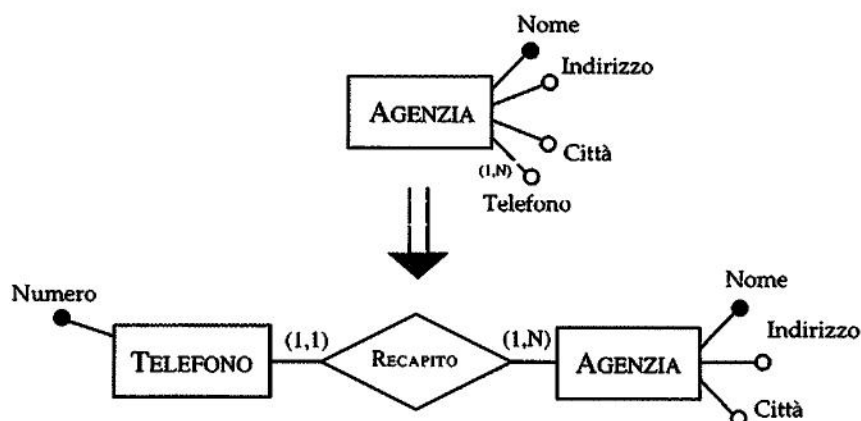 Nome
Indirizzo
AGENZIA
Città
(1,N)
Telefono
Nome
Numero
Indirizzo
(1,1)
(1,N)
TELEFONO
RECAPITO
AGENZIA
Città